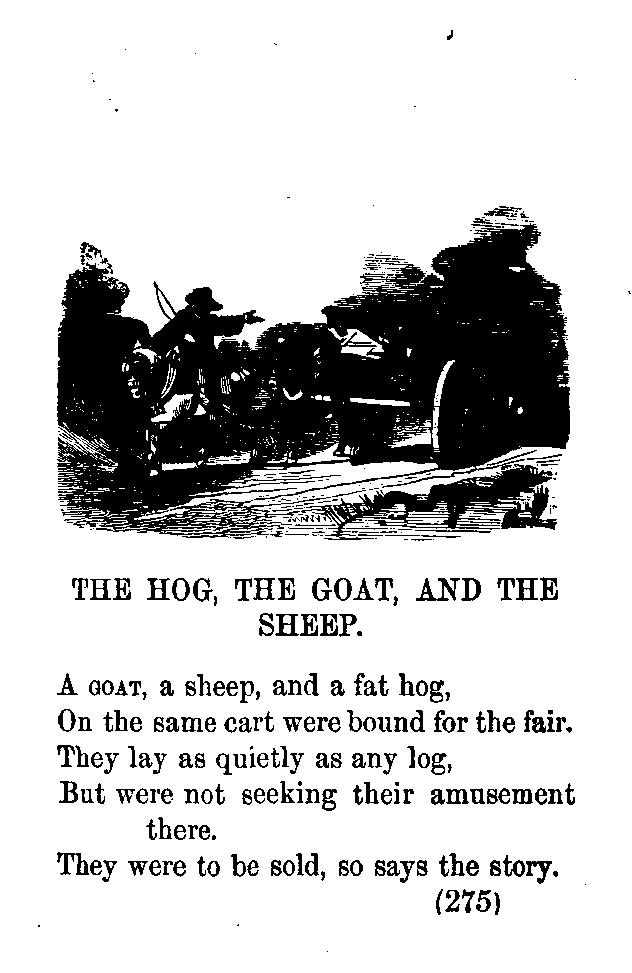 THE HOG, THE GOAT, AND THE
SHEEP.
A GOAT, a sheep, and a fat hog,
On the same cart were bound for the fair.
They lay as quietly as any log,
But were not seeking their amusement
there.
They were to be sold, so says the story.
(275)